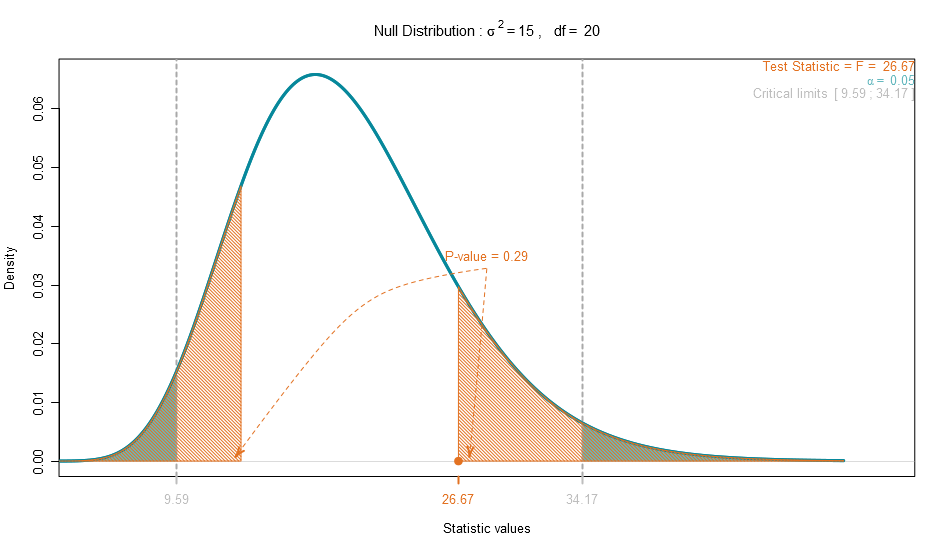 Null Distribution : σ² = 15 , df = 20
Test Statistic = F = 26.67
α = 0.05
Critical limits [ 9.59 ; 34.17 ]
P-value = 0.29
Density
0.06
0.05
0.04
0.03
0.02
0.01
0.00
9.59
26.67
34.17
Statistic values